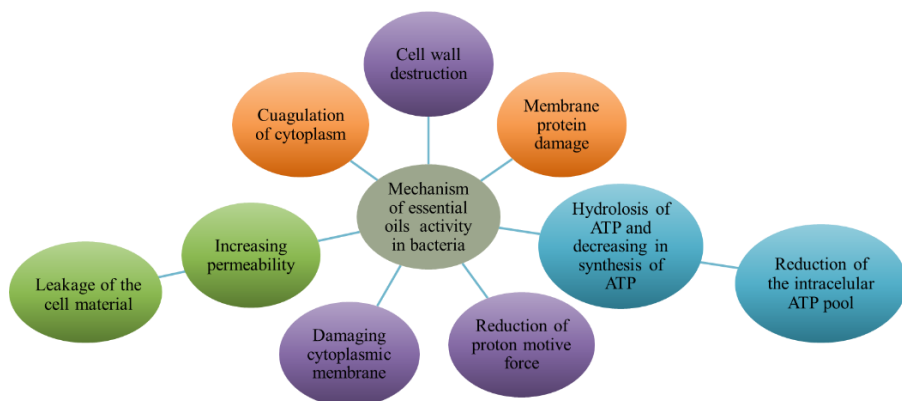 Cell wall
destruction
Cuagulation
of cytoplasm
Membrane
protein
damage
Mechanism
of essential
oils activity
in bacteria
Hydrolosis of
ATP and
decreasing in
synthesis of
ATP
Increasing
permeability
Leakage of the
cell material
Reduction of
the intracelular
ATP pool
Damaging
cytoplasmic
membrane
Reduction of
proton motive
force